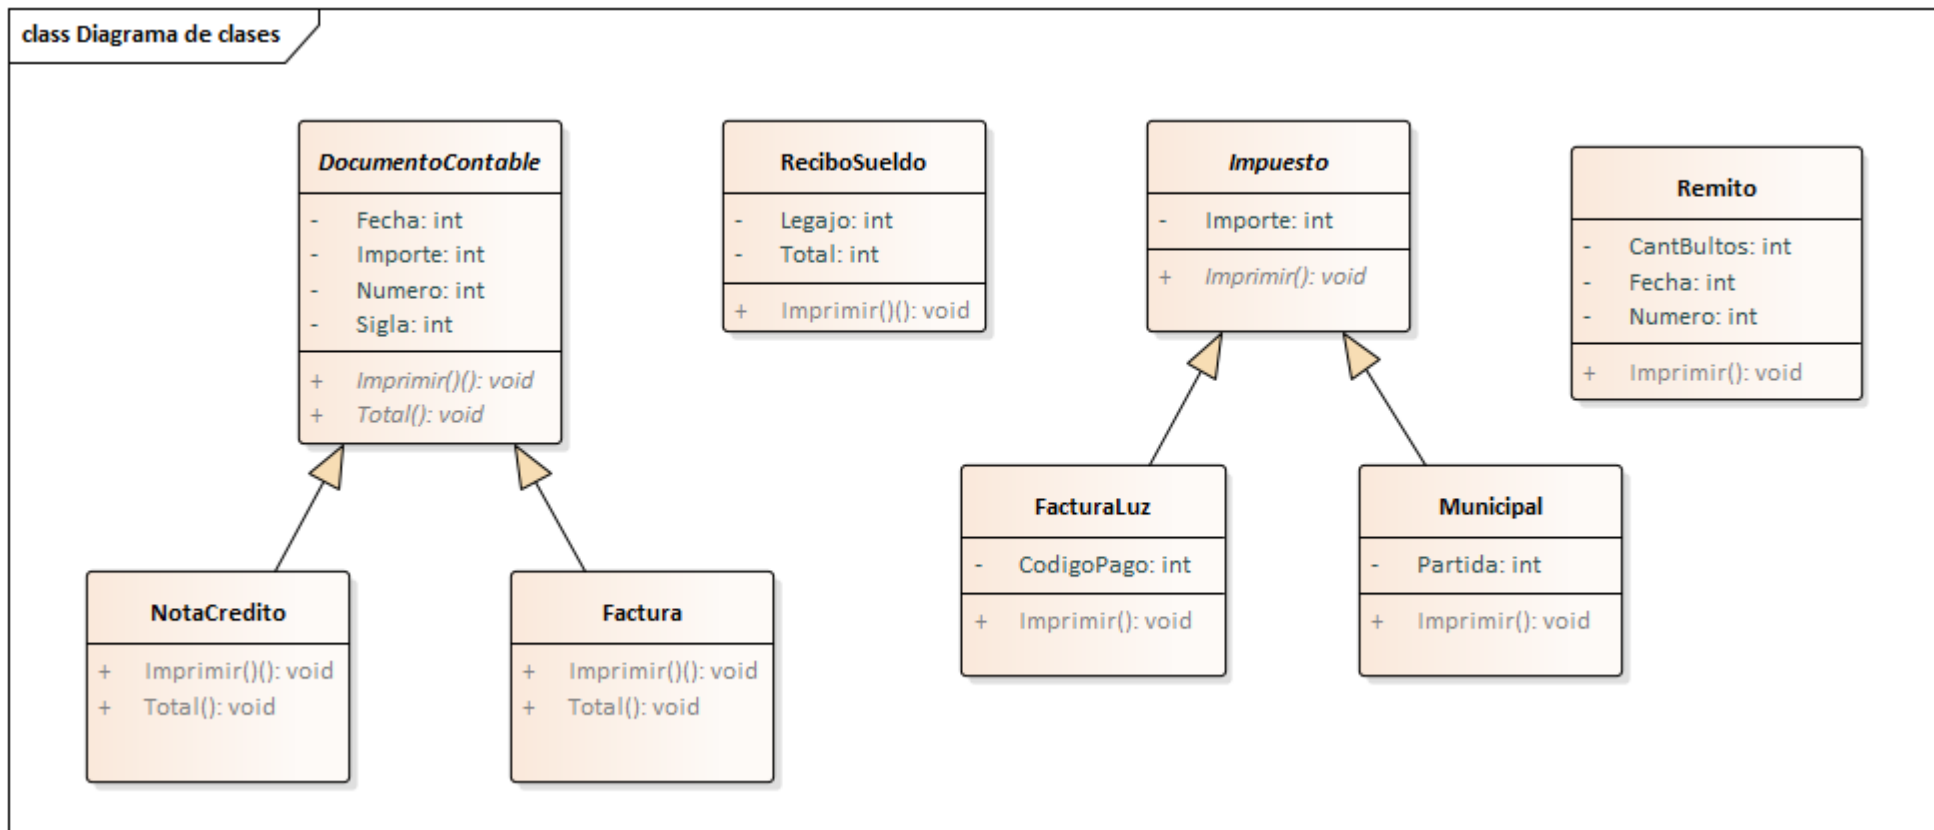 class Diagrama de clases
DocumentoContable
- Fecha: int
- Importe: int
- Numero: int
- Sigla: int
+ Imprimir()(): void
+ Total(): void
ReciboSueldo
- Legajo: int
- Total: int
+ Imprimir()(): void
Impuesto
- Importe: int
+ Imprimir(): void
Remito
- CantBultos: int
- Fecha: int
- Numero: int
+ Imprimir(): void
NotaCredito
+ Imprimir()(): void
+ Total(): void
Factura
+ Imprimir()(): void
+ Total(): void
FacturaLuz
- CodigoPago: int
+ Imprimir(): void
Municipal
- Partida: int
+ Imprimir(): void